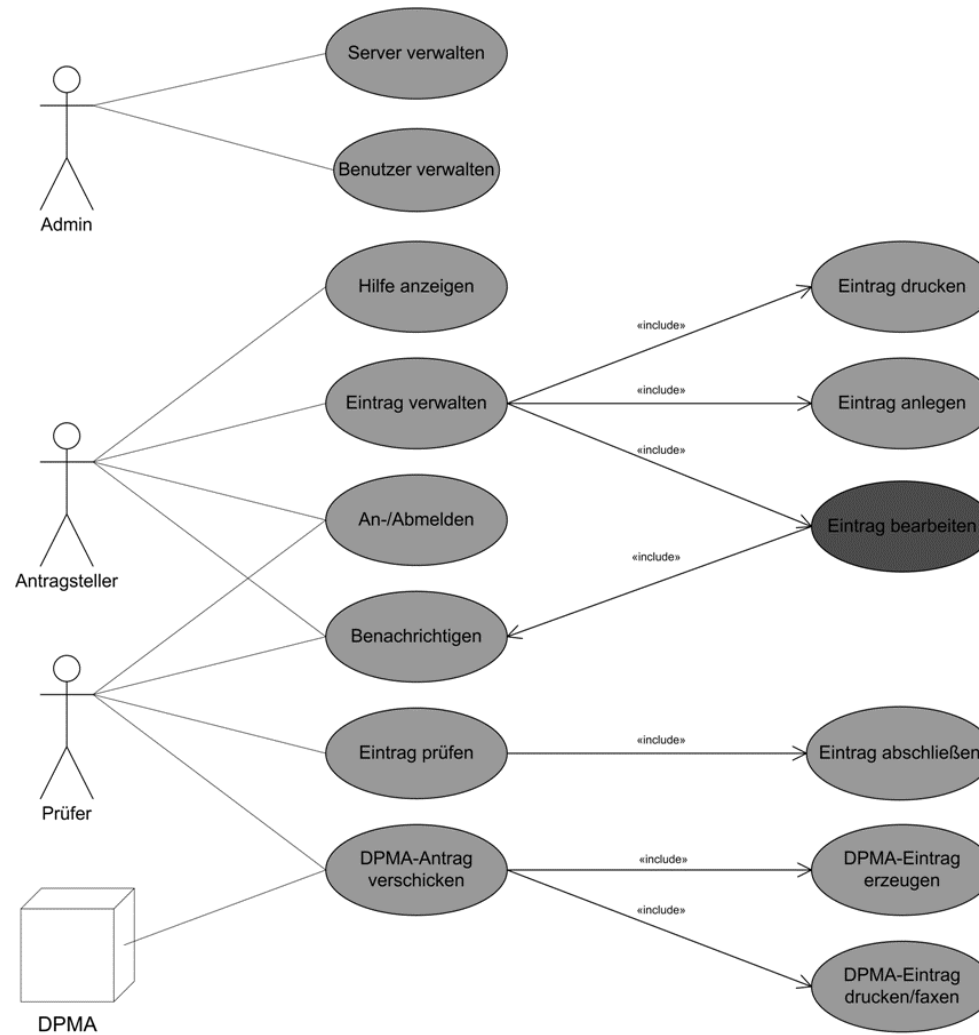 Server verwalten
Benutzer verwalten
Admin
Hilfe anzeigen
Eintrag drucken
«include»
Eintrag verwalten
«include»
Eintrag anlegen
«include»
An-/Abmelden
Eintrag bearbeiten
Antragsteller
«include»
Benachrichtigen
Eintrag prüfen
«include»
Eintrag abschließen
Prüfer
DPMA-Antrag
verschicken
«include»
DPMA-Eintrag
erzeugen
«include»
DPMA-Eintrag
drucken/faxen
DPMA